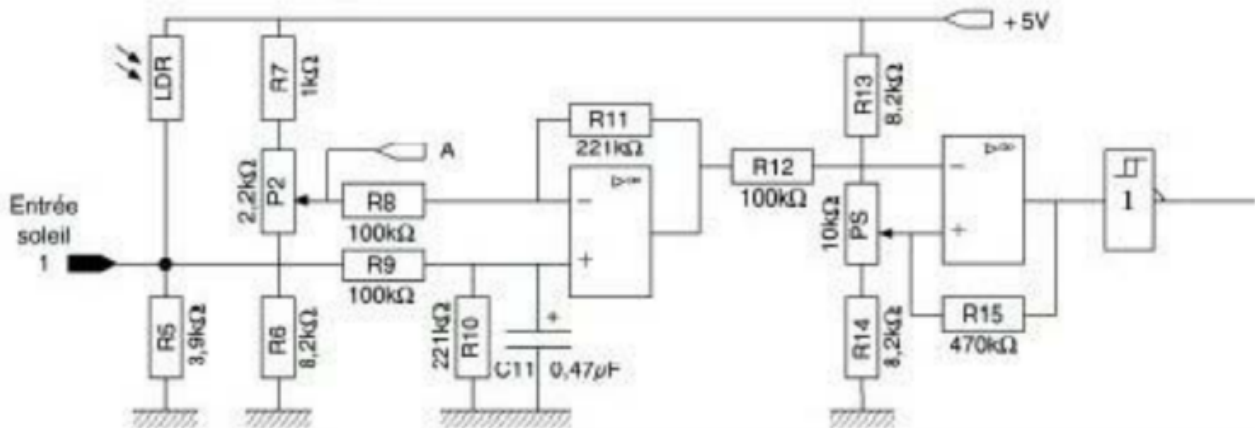 +5V
LDR
R7
1kΩ
R13
8.2kΩ
R11
221kΩ
A
2,2kΩ
P2
R8
100kΩ
R12
100kΩ
10kΩ
PS
1
Entrée
soleil
1
R9
100kΩ
R5
3,9kΩ
R6
8,2kΩ
221kΩ
R10
C11 0,47µF
R14
8,2kΩ
R15
470kΩ
- ▷∞
+
- ▷∞
+
+